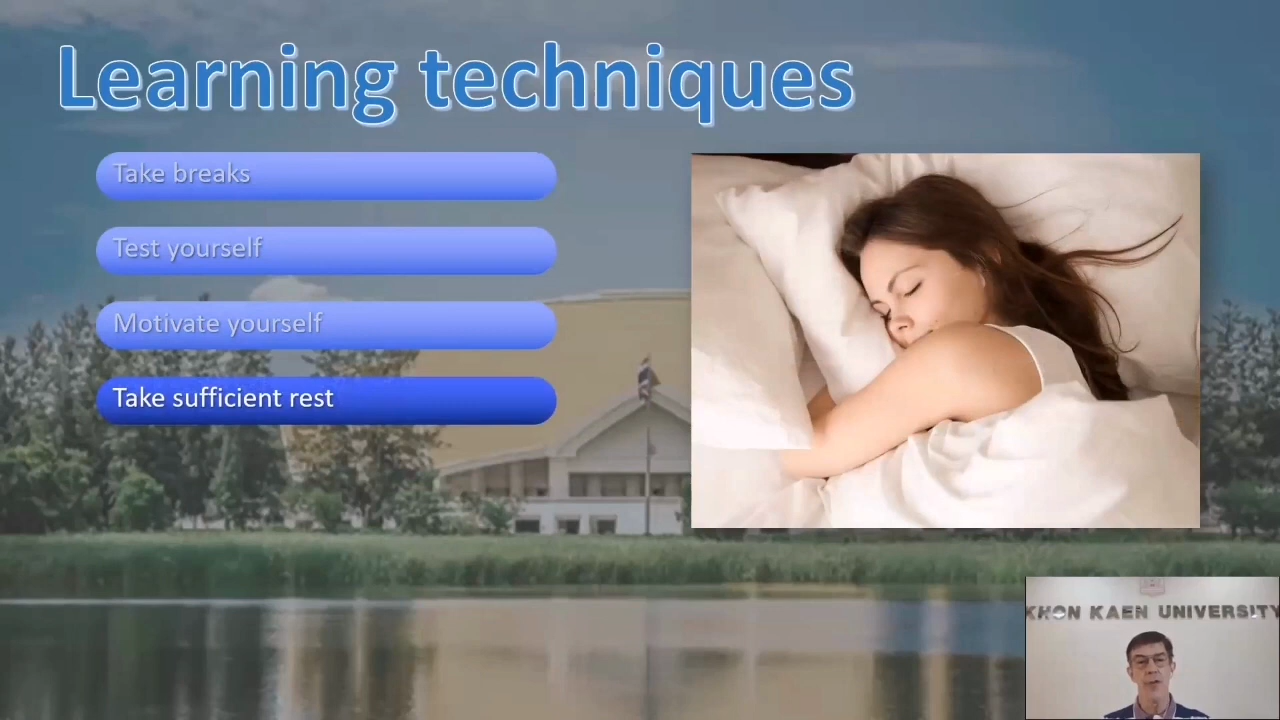 Learning techniques
Take breaks
Test yourself
Motivate yourself
Take sufficient rest
KHON KAEN UNIVERSITY